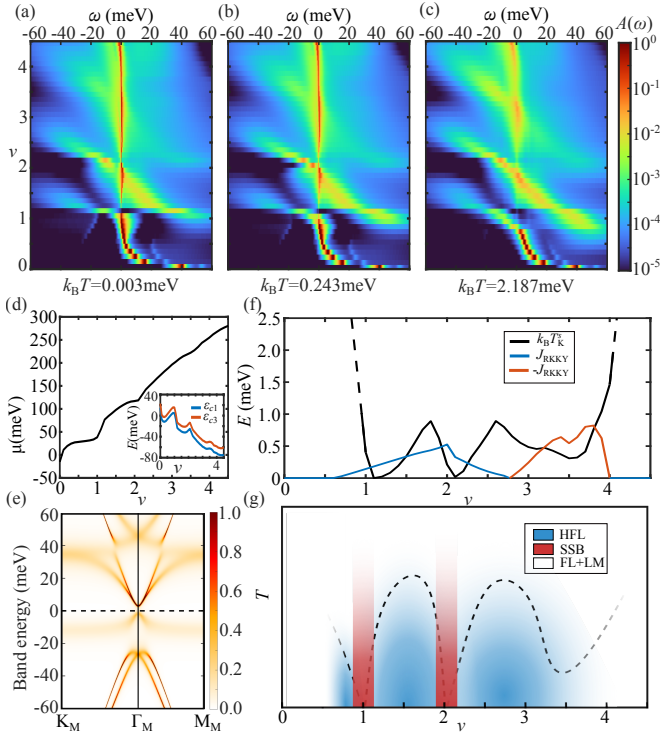 (a) ω (meV) (b) ω (meV) (c) ω (meV) A(ω)
-60 -40 -20 0 20 40 60 -60 -40 -20 0 20 40 60 -60 -40 -20 0 20 40 60
4
3
ν
2
1
0
10⁰
10⁻¹
10⁻²
10⁻³
10⁻⁴
10⁻⁵
k_BT=0.003meV k_BT=0.243meV k_BT=2.187meV
(d)
μ(meV)
300
250
200
150
100
50
0
-50
0 1 2 3 4
ν
ε_c1
ε_c3
E(meV)
40
0
-40
-80
0 2 4
ν
(f)
E (meV)
2.5
2.0
1.5
1.0
0.5
0
0 1 2 3 4
ν
k_BT_K^s
J_RKKY
-J_RKKY
(e)
Band energy (meV)
60
40
20
0
-20
-40
-60
K_M Γ_M M_M
1.0
0.8
0.6
0.4
0.2
0.0
(g)
T
HFL
SSB
FL+LM
0 1 2 3 4
ν